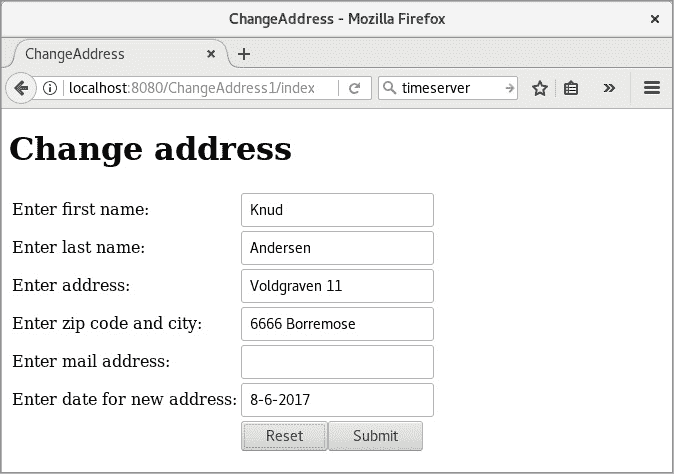 ChangeAddress - Mozilla Firefox
ChangeAddress
localhost:8080/ChangeAddress1/index
timeserver
Change address
Enter first name: Knud
Enter last name: Andersen
Enter address: Voldgraven 11
Enter zip code and city: 6666 Borremose
Enter mail address:
Enter date for new address: 8-6-2017
Reset Submit